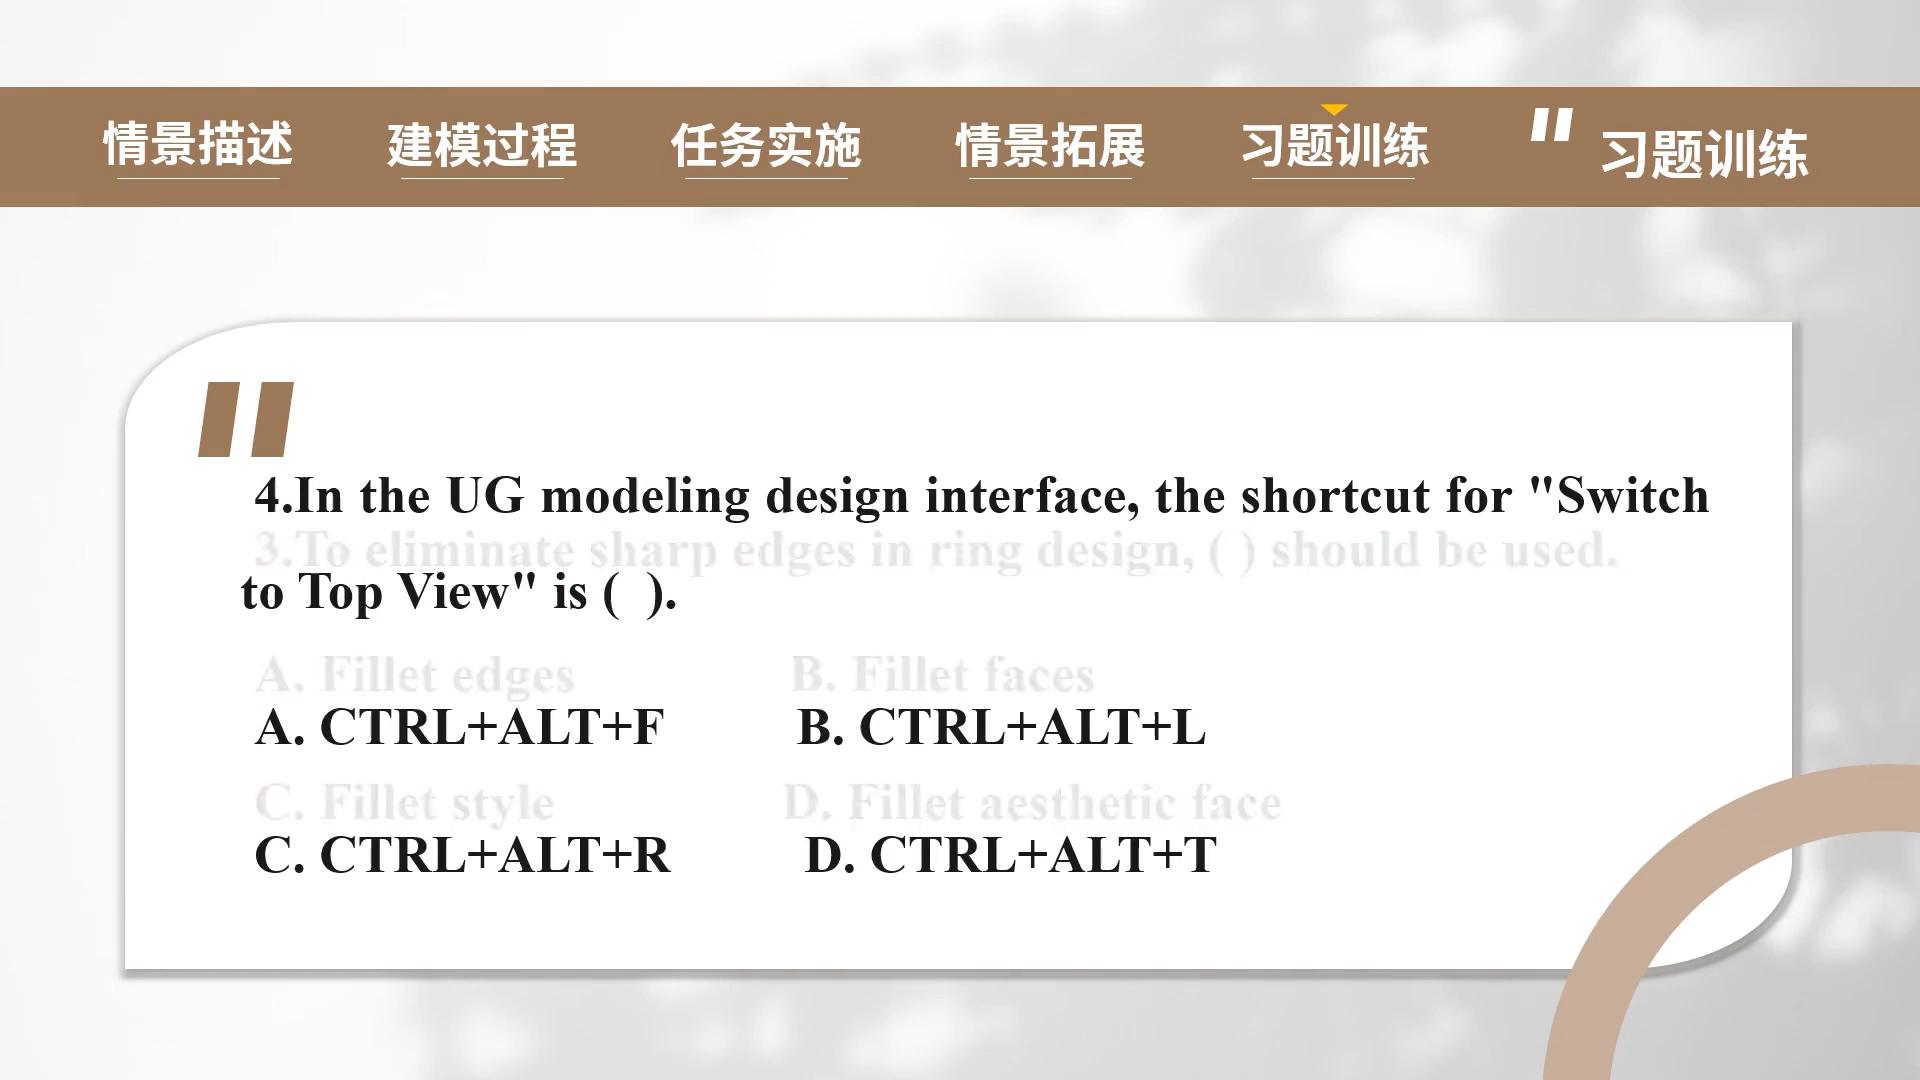 情景描述 建模过程 任务实施 情景拓展 习题训练 " 习题训练
4.In the UG modeling design interface, the shortcut for "Switch
3.To eliminate sharp edges in ring design, ( ) should be used.
to Top View" is ( ).
A. Fillet edges B. Fillet faces
A. CTRL+ALT+F B. CTRL+ALT+L
C. Fillet style D. Fillet aesthetic face
C. CTRL+ALT+R D. CTRL+ALT+T